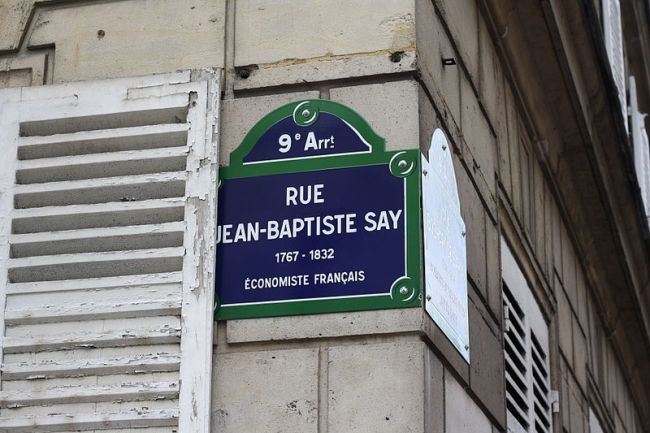 9e Arrt
RUE
JEAN-BAPTISTE SAY
1767 - 1832
ÉCONOMISTE FRANÇAIS